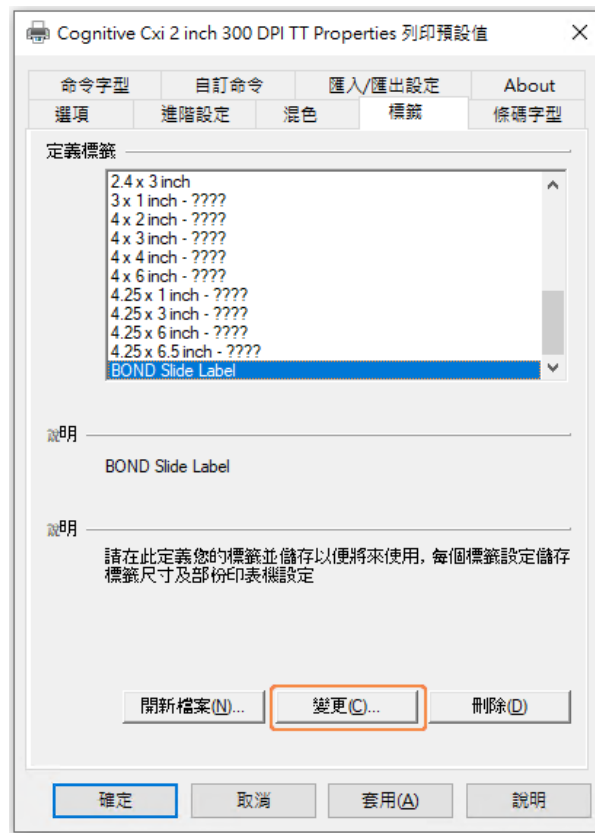 Cognitive Cxi 2 inch 300 DPI TT Properties 列印預設值
命令字型 自訂命令 匯入/匯出設定 About
選項 進階設定 混色 標籤 條碼字型
定義標籤
2.4 x 3 inch
3 x 1 inch - ????
4 x 2 inch - ????
4 x 3 inch - ????
4 x 4 inch - ????
4 x 6 inch - ????
4.25 x 1 inch - ????
4.25 x 3 inch - ????
4.25 x 6 inch - ????
4.25 x 6.5 inch - ????
BOND Slide Label
說明
BOND Slide Label
說明
請在此定義您的標籤並儲存以便將來使用, 每個標籤設定儲存
標籤尺寸及部份印表機設定
開新檔案(N)... 變更(C)... 刪除(D)
確定 取消 套用(A) 說明